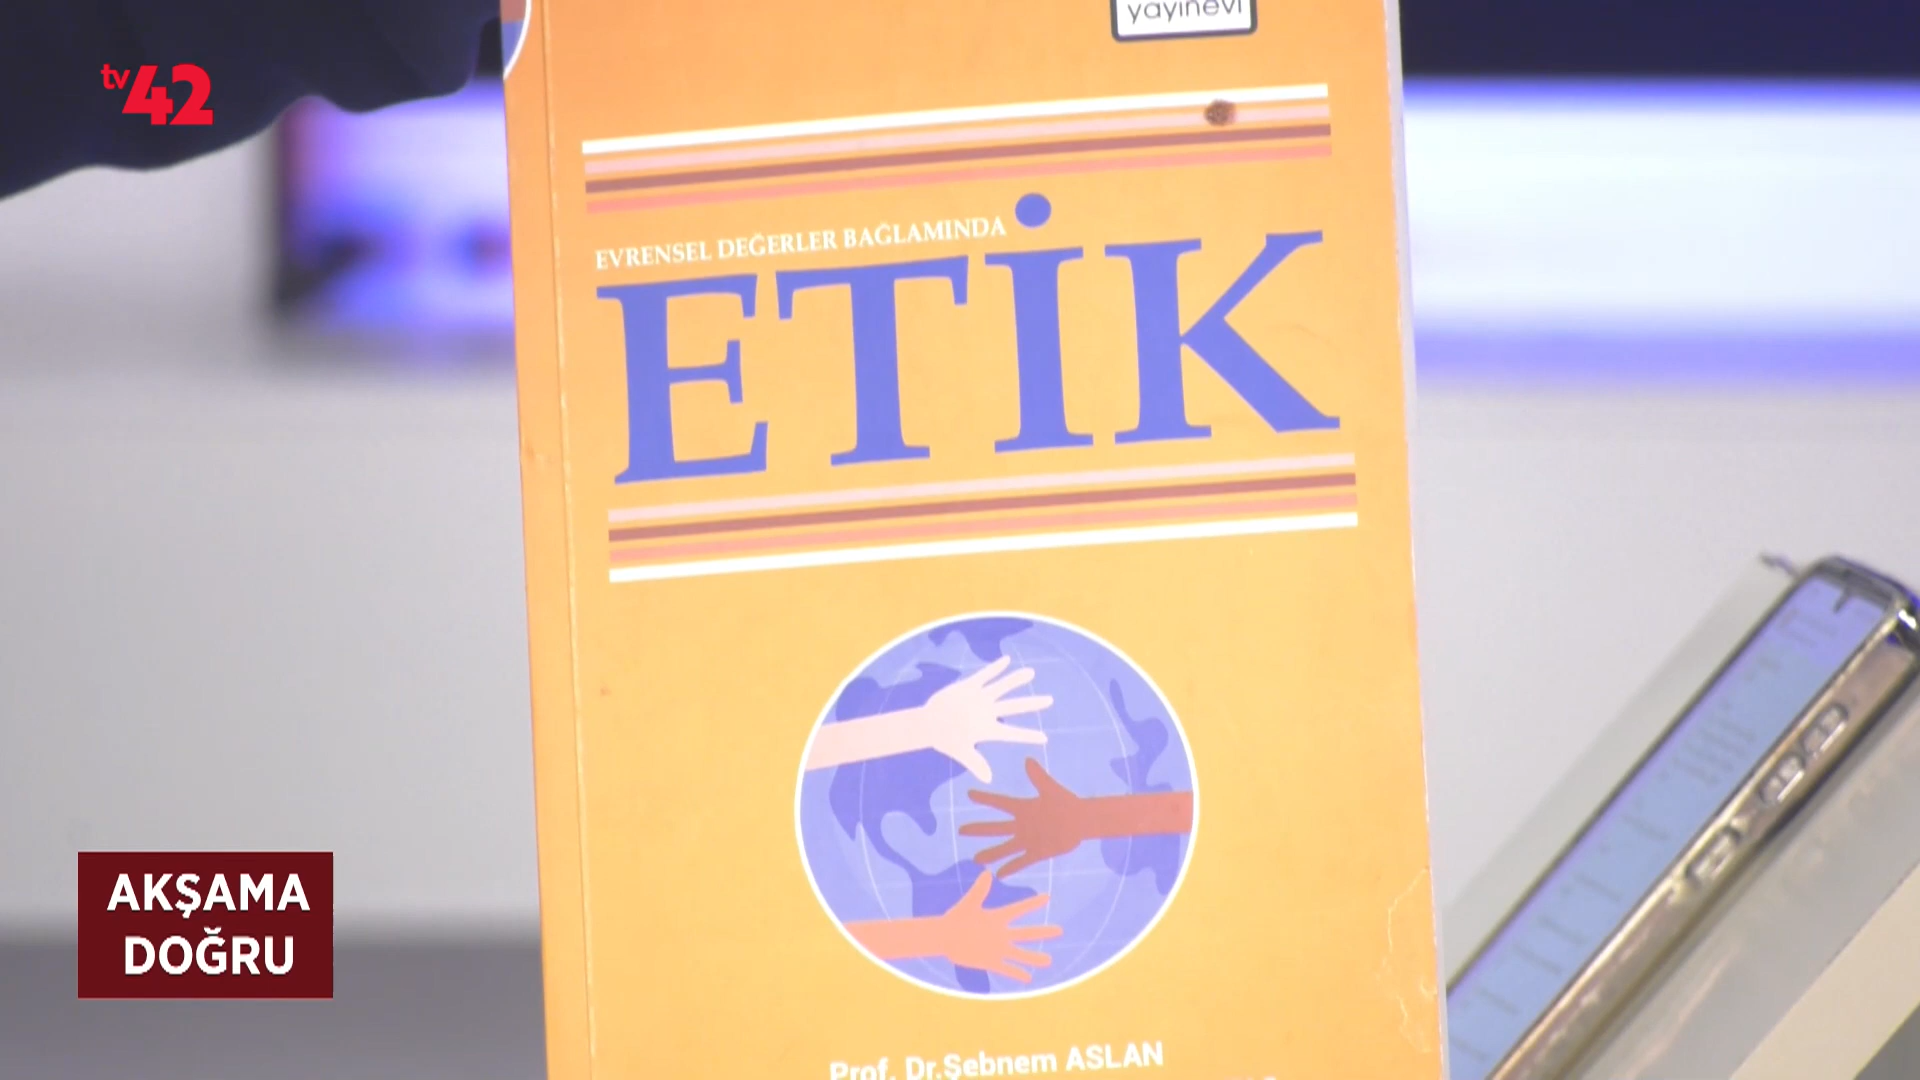 yayınevi
tv42
EVRENSEL DEĞERLER BAĞLAMINDA
ETİK
AKŞAMA
DOĞRU
Prof. Dr.Şebnem ASLAN